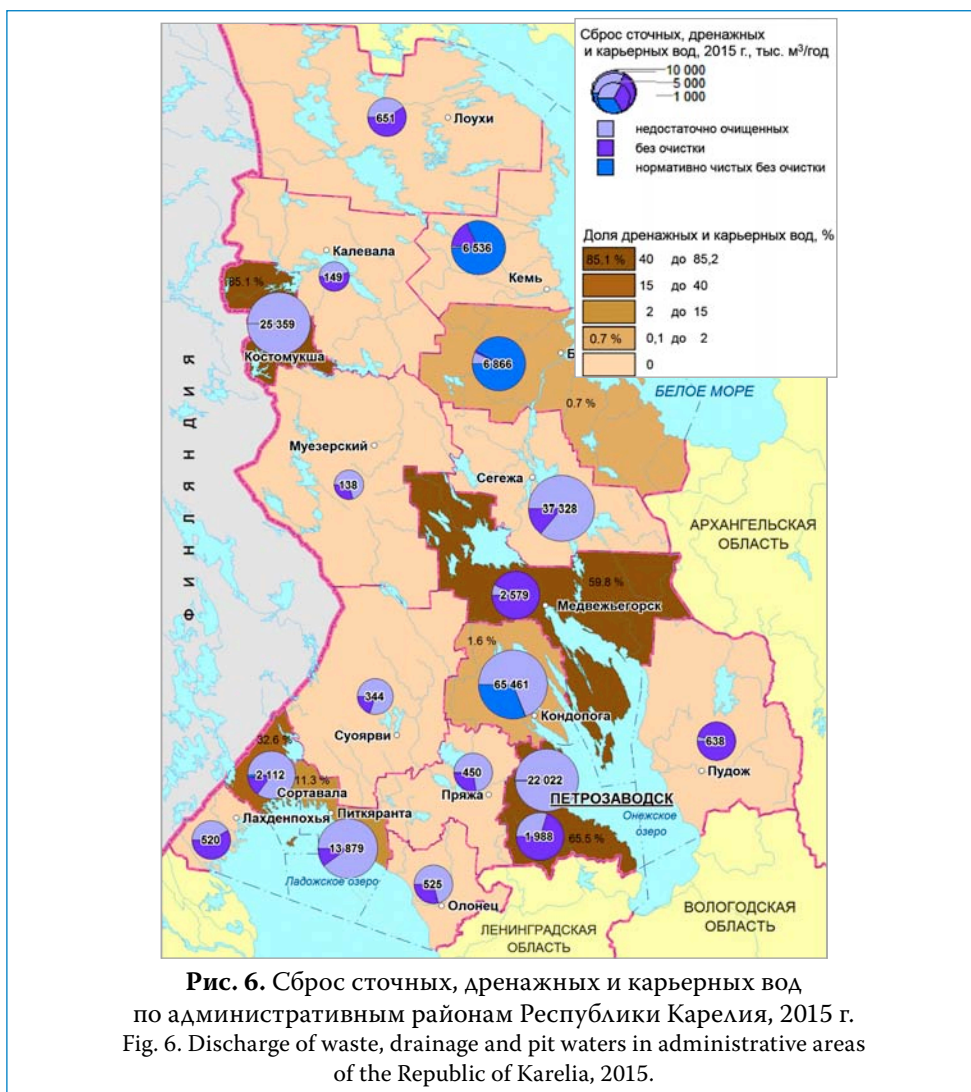 Сброс сточных, дренажных
и карьерных вод, 2015 г., тыс. м³/год
10 000
5 000
1 000
недостаточно очищенных
без очистки
нормативно чистых без очистки
Доля дренажных и карьерных вод, %
85.1 % 40 до 85,2
15 до 40
2 до 15
0.7 % 0,1 до 2
0
651
Лоухи
Калевала
149
6 536
Кемь
85.1 %
25 359
Костомукша
6 866
Б
0.7 %
БЕЛОЕ МОРЕ
ФИНЛЯНДИЯ
Муезерский
138
Сегежа
37 328
АРХАНГЕЛЬСКАЯ
ОБЛАСТЬ
59.8 %
2 579
Медвежьегорск
1.6 %
65 461
Кондопога
344
Суоярви
638
Пудож
32.6 %
2 112
11.3 %
Сортавала
450
Пряжа
22 022
ПЕТРОЗАВОДСК
Онежское
озеро
Лахденпохья
Питкяранта
520
13 879
1 988
65.5 %
Ладожское озеро
525
Олонец
ЛЕНИНГРАДСКАЯ
ОБЛАСТЬ
ВОЛОГОДСКАЯ
ОБЛАСТЬ
Рис. 6. Сброс сточных, дренажных и карьерных вод
по административным районам Республики Карелия, 2015 г.
Fig. 6. Discharge of waste, drainage and pit waters in administrative areas
of the Republic of Karelia, 2015.